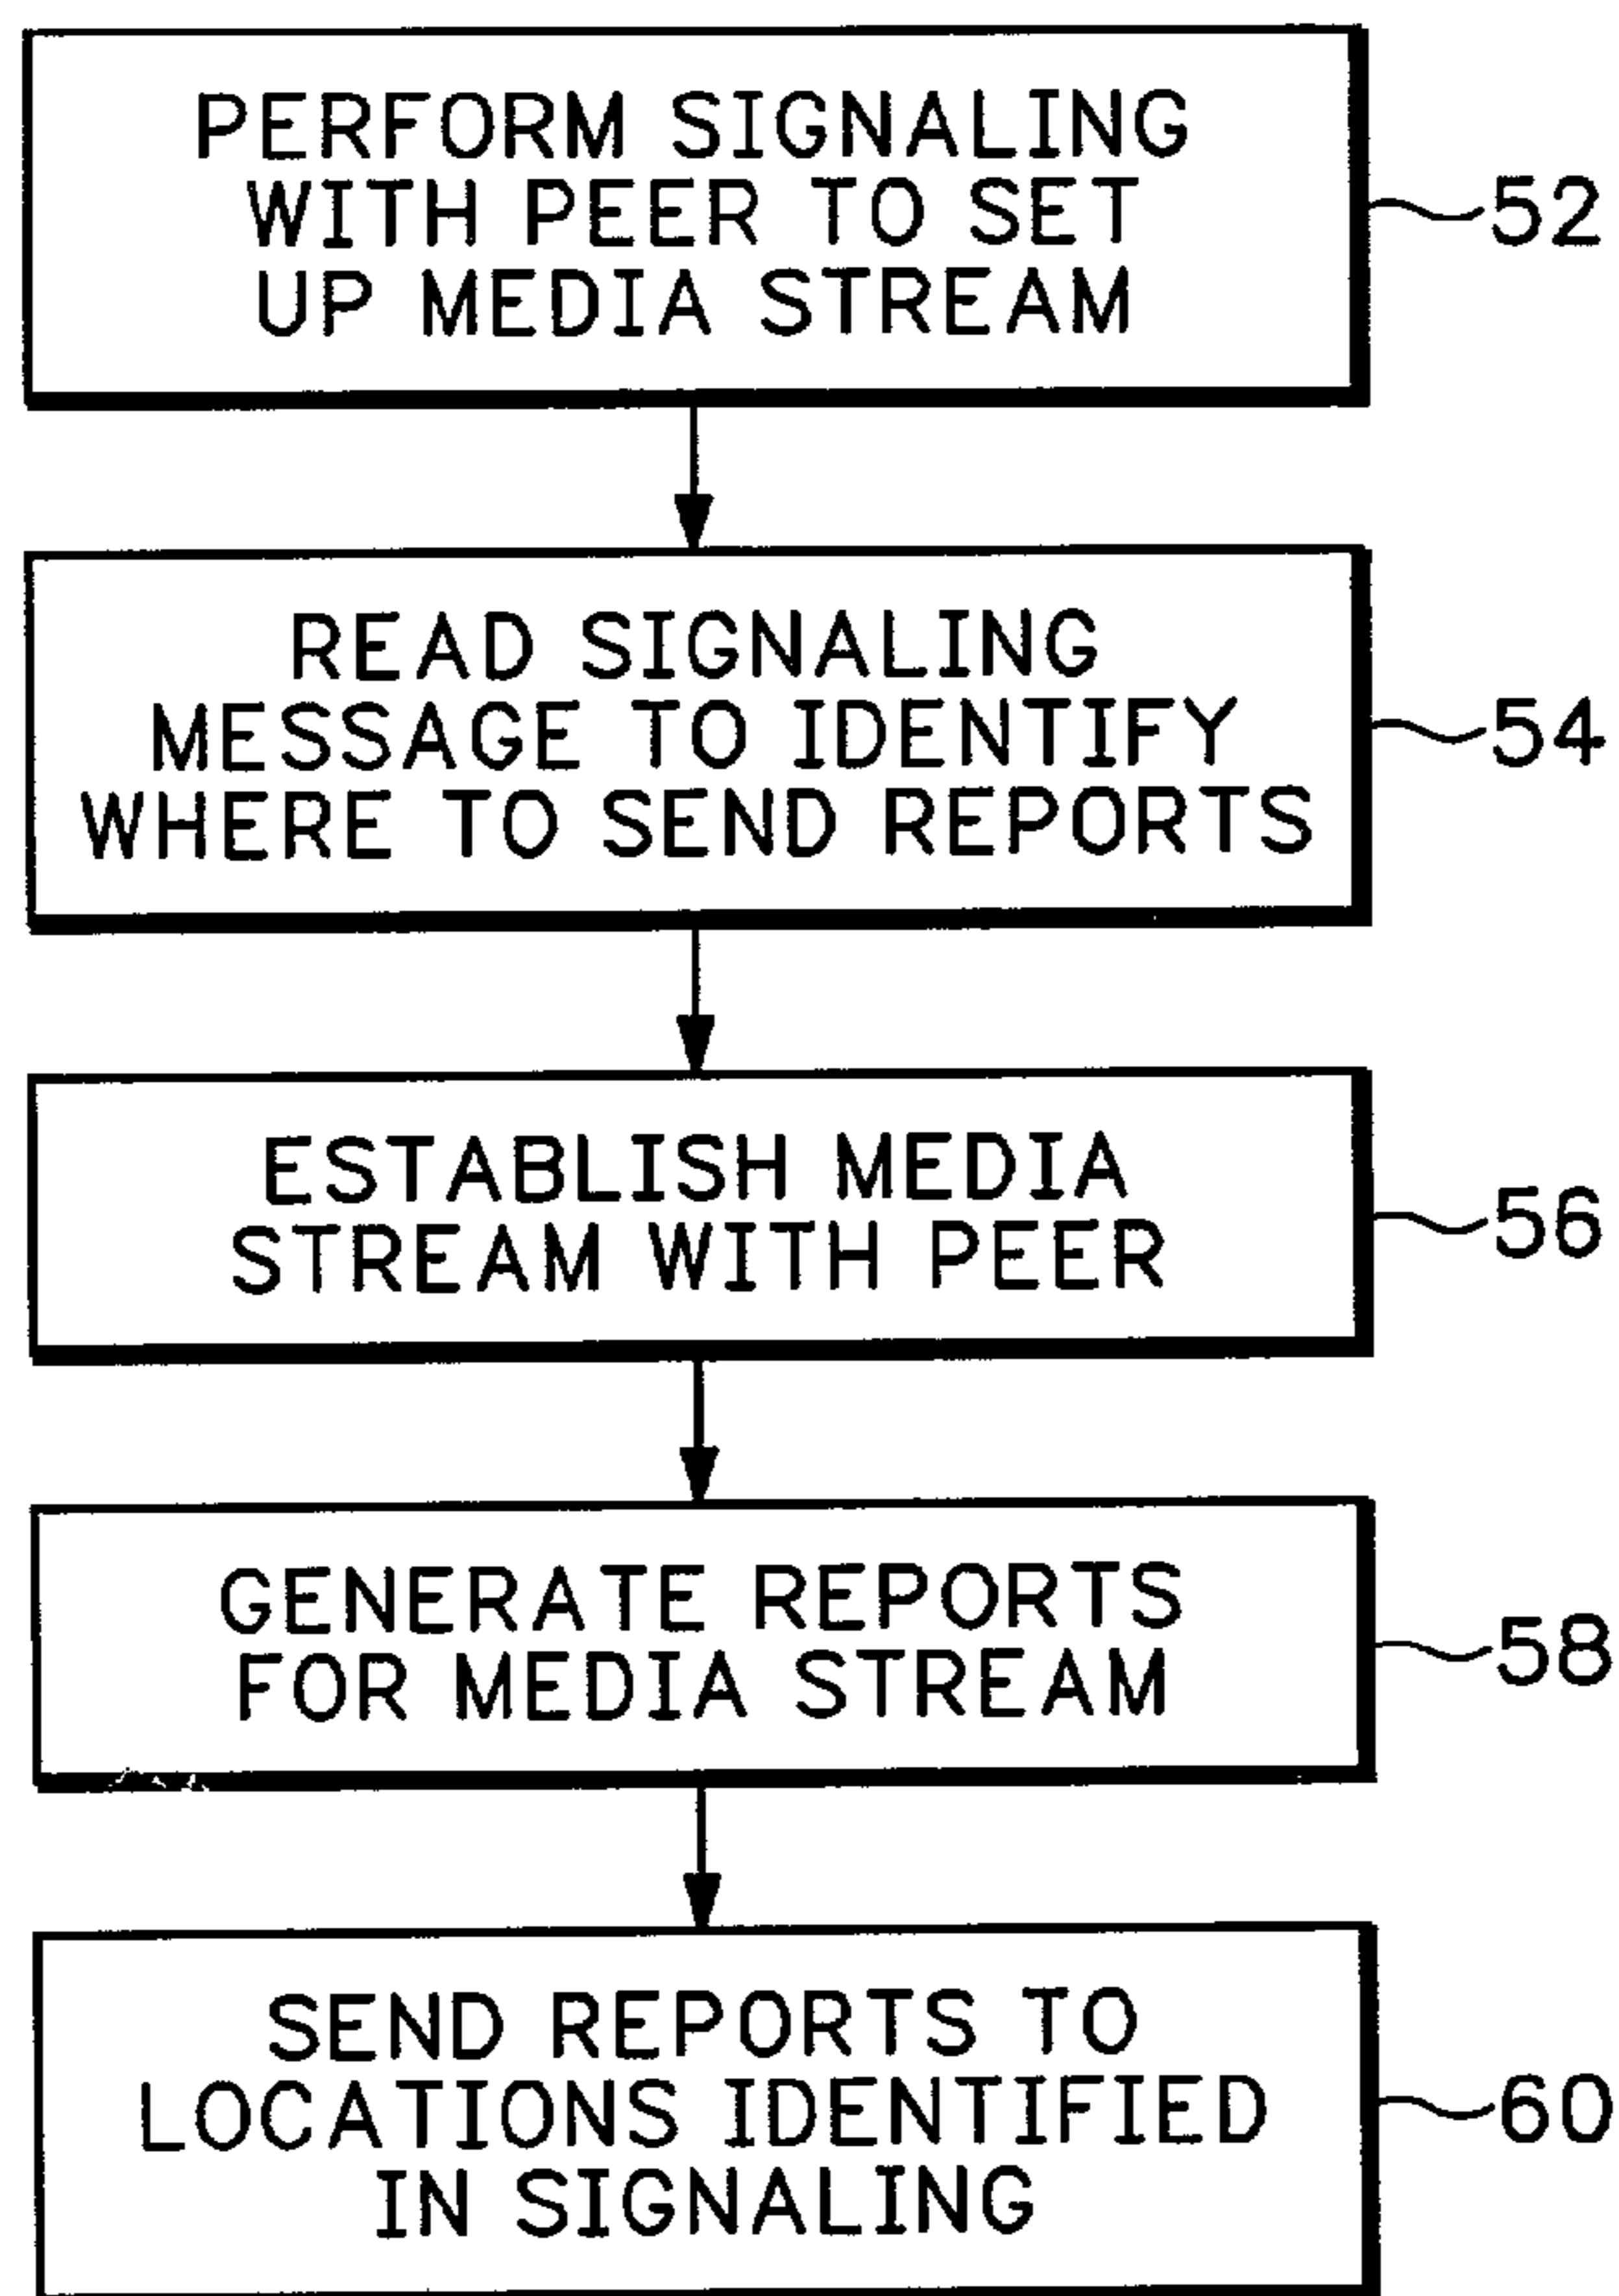 PERFORM SIGNALING
WITH PEER TO SET
UP MEDIA STREAM
52
READ SIGNALING
MESSAGE TO IDENTIFY
WHERE TO SEND REPORTS
54
ESTABLISH MEDIA
STREAM WITH PEER
56
GENERATE REPORTS
FOR MEDIA STREAM
58
SEND REPORTS TO
LOCATIONS IDENTIFIED
IN SIGNALING
60